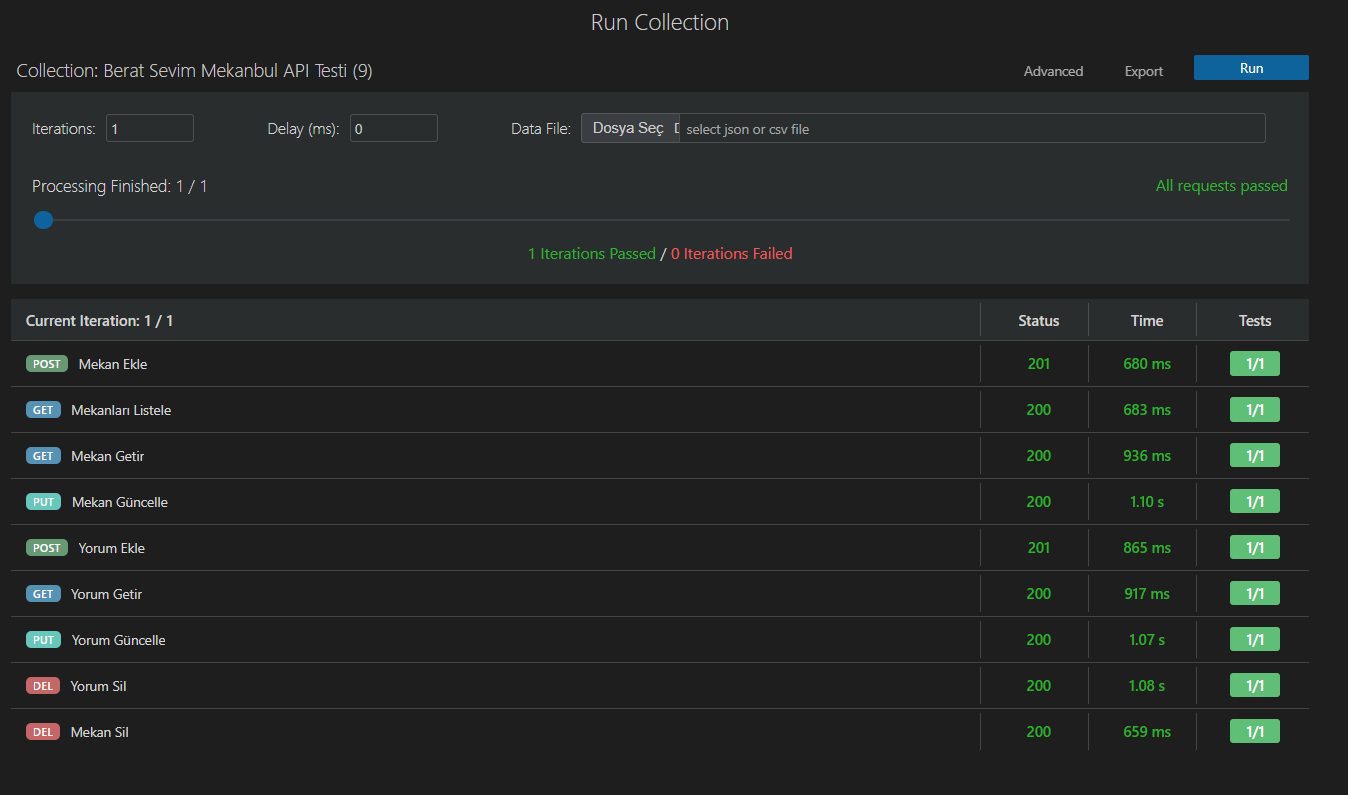 Run Collection
Collection: Berat Sevim Mekanbul API Testi (9) Advanced Export Run
Iterations: 1 Delay (ms): 0 Data File: Dosya Seç select json or csv file
Processing Finished: 1 / 1 All requests passed
1 Iterations Passed / 0 Iterations Failed
Current Iteration: 1 / 1 Status Time Tests
POST Mekan Ekle 201 680 ms 1/1
GET Mekanları Listele 200 683 ms 1/1
GET Mekan Getir 200 936 ms 1/1
PUT Mekan Güncelle 200 1.10 s 1/1
POST Yorum Ekle 201 865 ms 1/1
GET Yorum Getir 200 917 ms 1/1
PUT Yorum Güncelle 200 1.07 s 1/1
DEL Yorum Sil 200 1.08 s 1/1
DEL Mekan Sil 200 659 ms 1/1